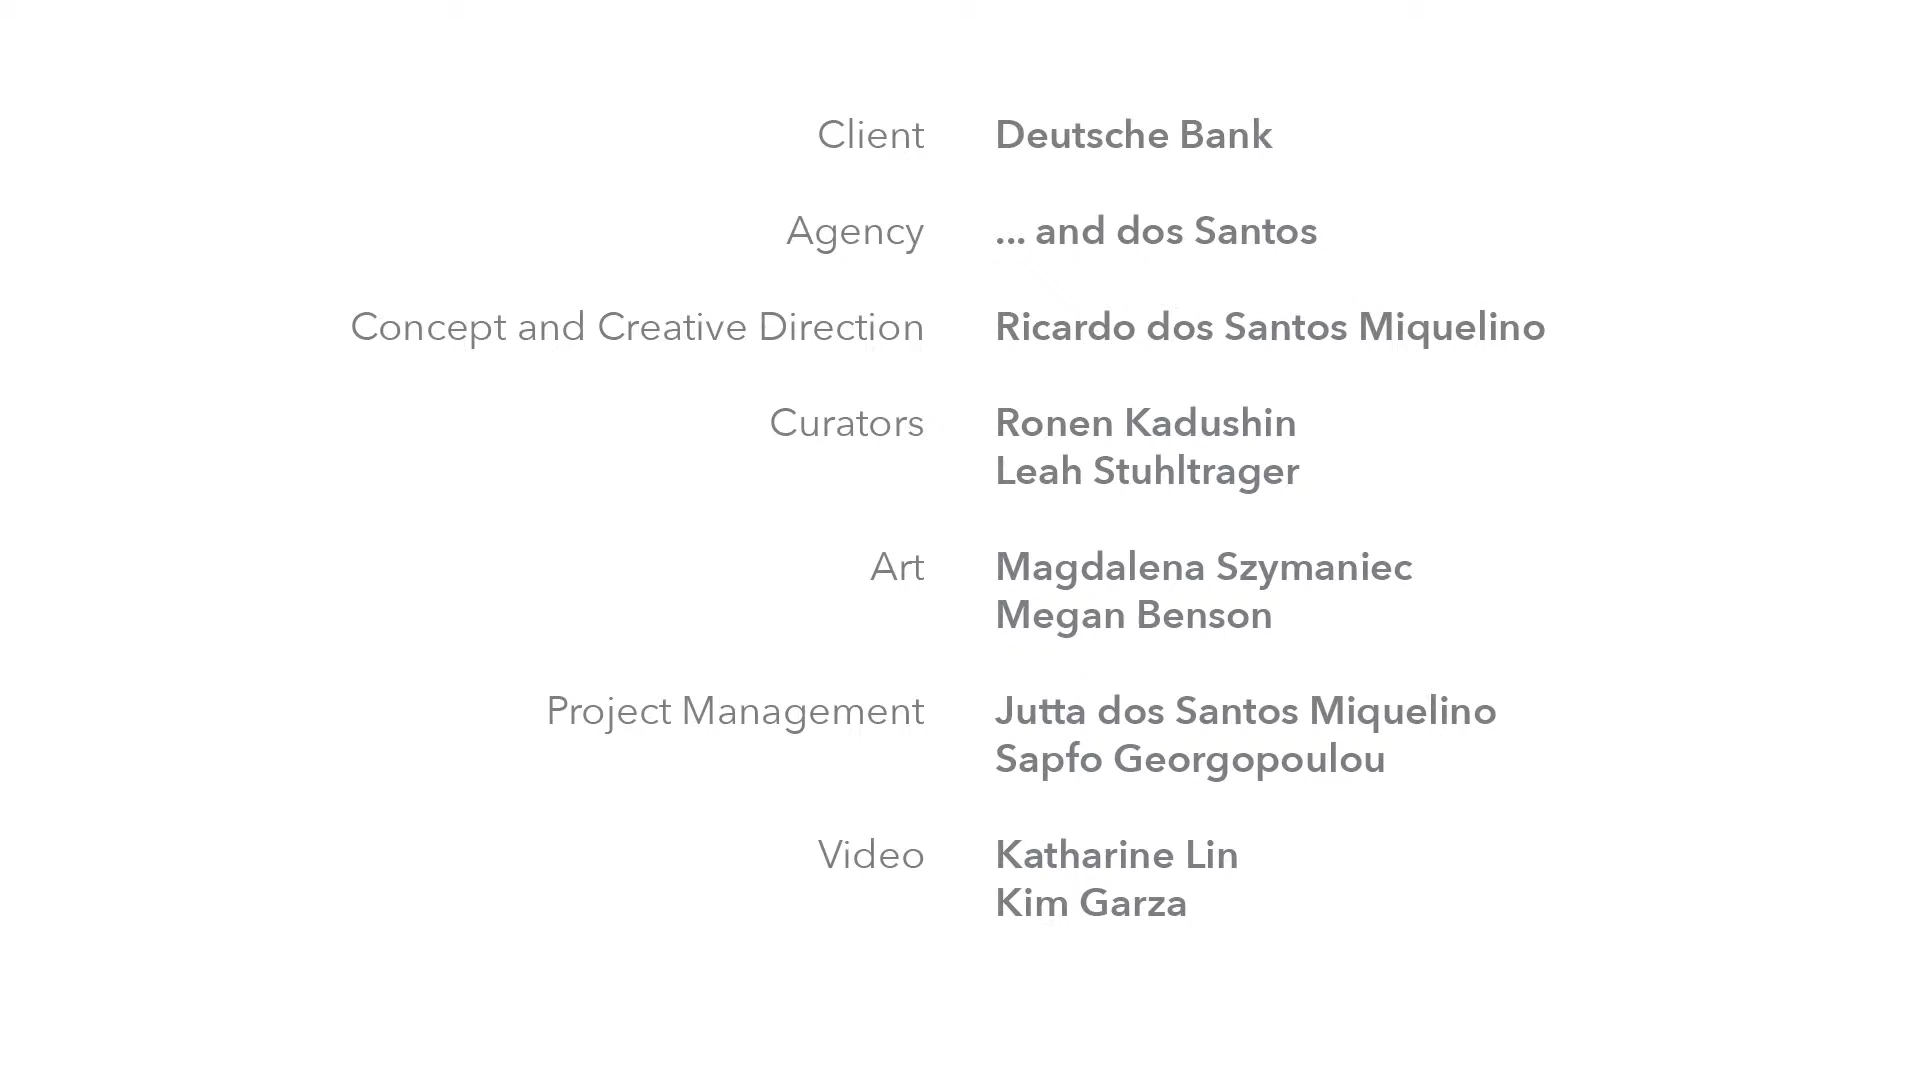 Client Deutsche Bank
Agency ... and dos Santos
Concept and Creative Direction Ricardo dos Santos Miquelino
Curators Ronen Kadushin
Leah Stuhltrager
Art Magdalena Szymaniec
Megan Benson
Project Management Jutta dos Santos Miquelino
Sapfo Georgopoulou
Video Katharine Lin
Kim Garza